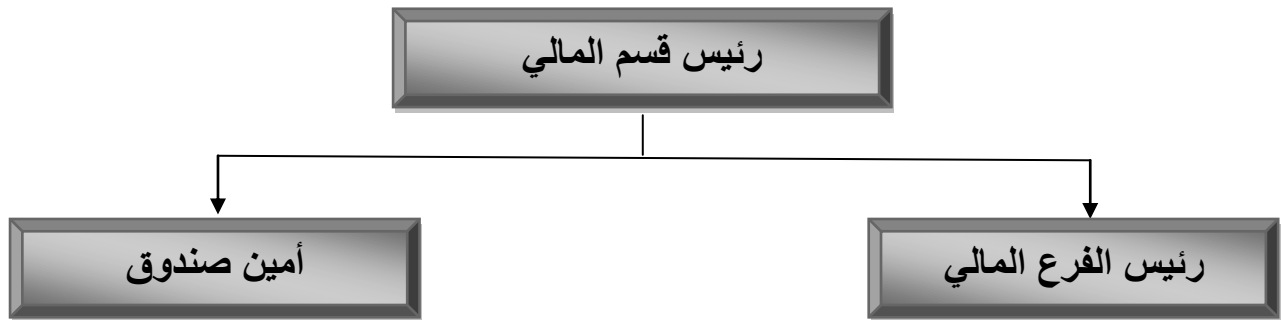 رئيس قسم المالي
رئيس الفرع المالي
أمين صندوق